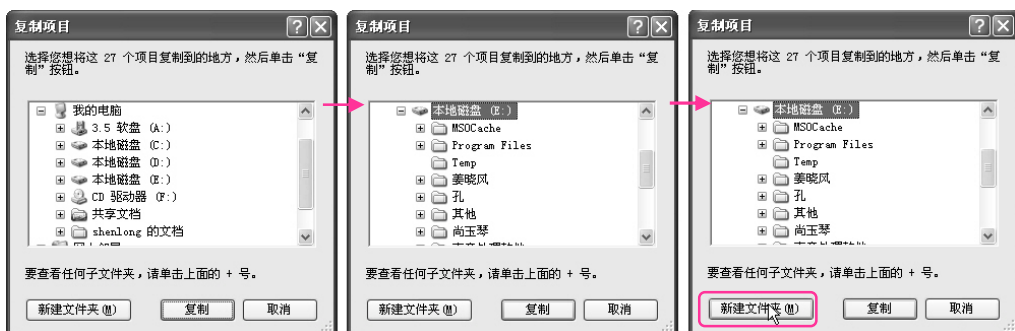 复制项目
选择您想将这 27 个项目复制到的地方，然后单击“复
制”按钮。
我的电脑
3.5 软盘 (A:)
本地磁盘 (C:)
本地磁盘 (D:)
本地磁盘 (E:)
CD 驱动器 (F:)
共享文档
shenlong 的文档
要查看任何子文件夹，请单击上面的 + 号。
新建文件夹(M) 复制 取消
复制项目
选择您想将这 27 个项目复制到的地方，然后单击“复
制”按钮。
本地磁盘 (E:)
MSOCache
Program Files
Temp
姜晓风
孔
其他
尚玉琴
要查看任何子文件夹，请单击上面的 + 号。
新建文件夹(M) 复制 取消
复制项目
选择您想将这 27 个项目复制到的地方，然后单击“复
制”按钮。
本地磁盘 (E:)
MSOCache
Program Files
Temp
姜晓风
孔
其他
尚玉琴
要查看任何子文件夹，请单击上面的 + 号。
新建文件夹(M) 复制 取消